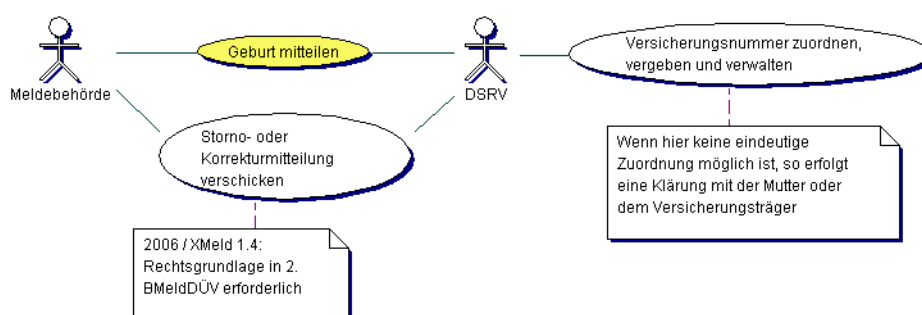 Geburt mitteilen
Versicherungsnummer zuordnen,
vergeben und verwalten
Meldebehörde
DSRV
Storno- oder
Korrekturmitteilung
verschicken
Wenn hier keine eindeutige
Zuordnung möglich ist, so erfolgt
eine Klärung mit der Mutter oder
dem Versicherungsträger
2006 / XMeld 1.4:
Rechtsgrundlage in 2.
BMeldDÜV erforderlich